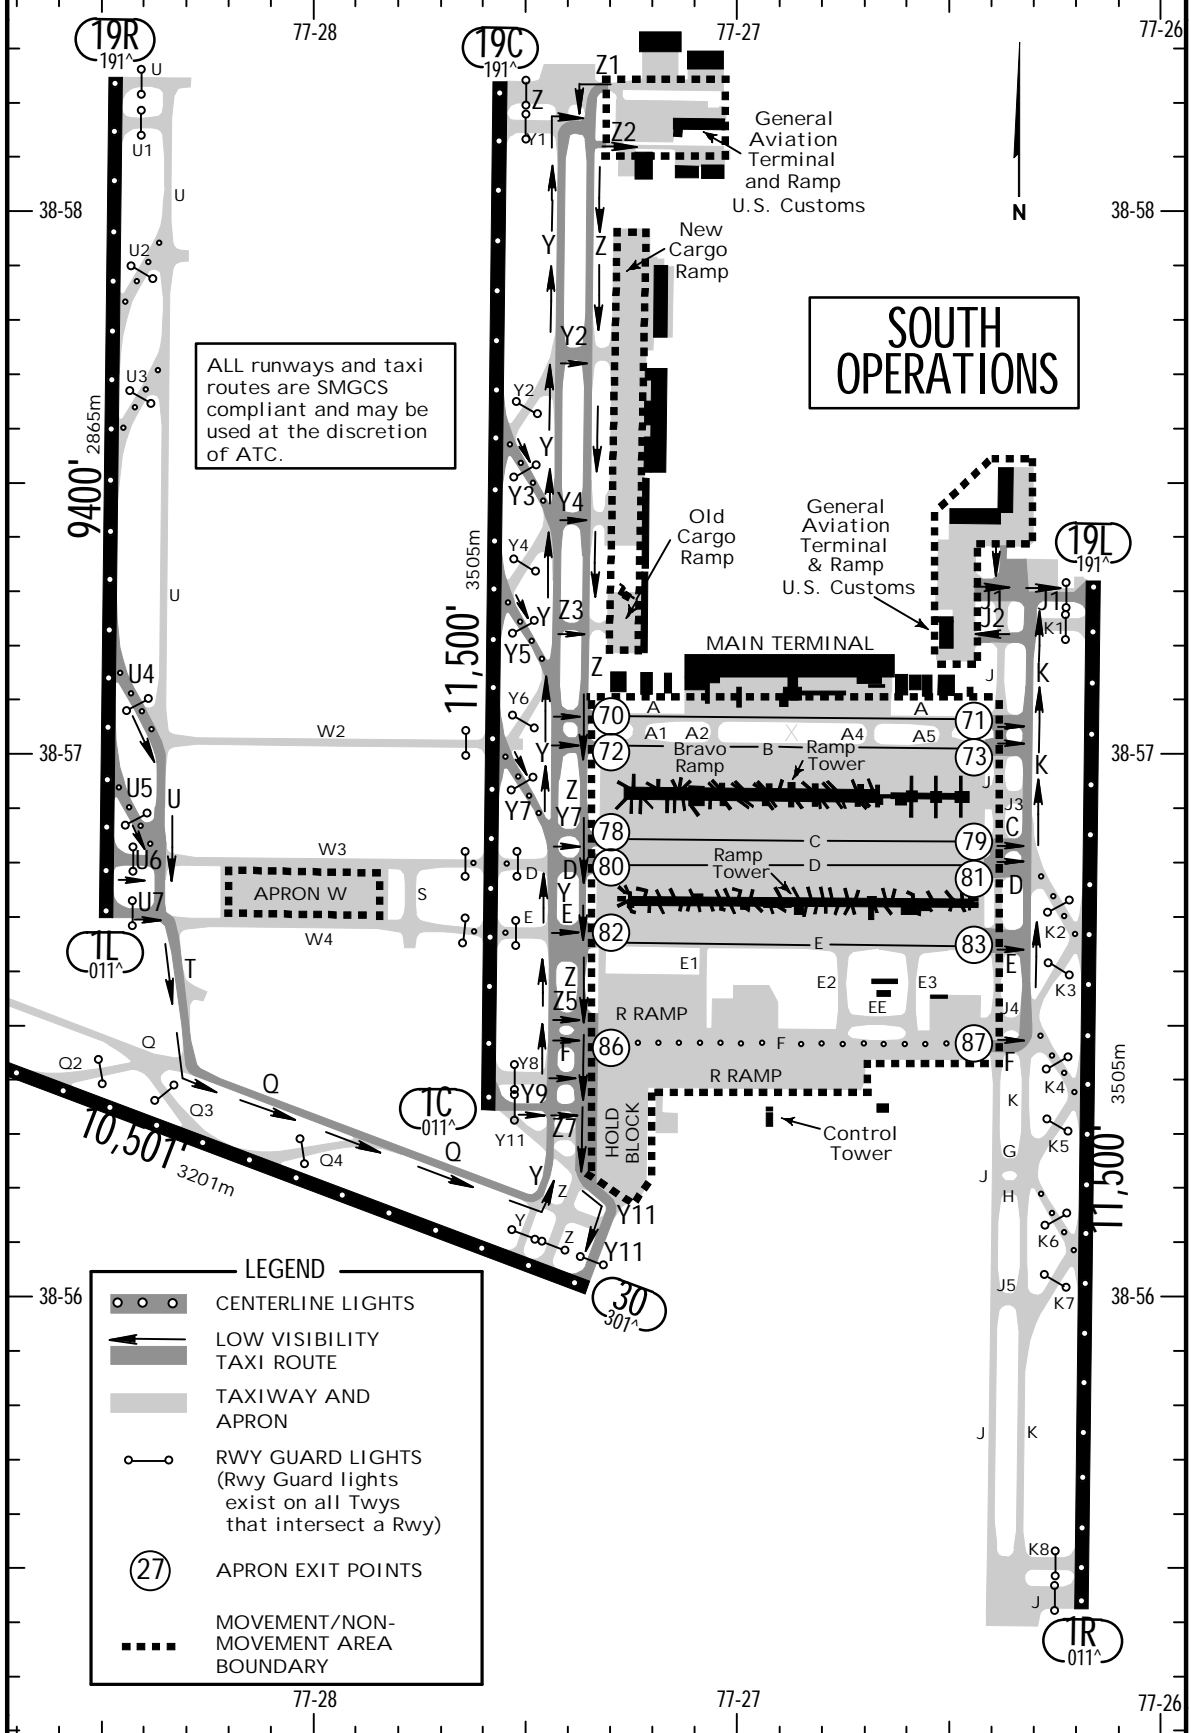 77-28
77-27
77-26
19R
191^
19C
191^
U
Z1
Z
U1
Y1
Z2
General
Aviation
Terminal
and Ramp
U.S. Customs
U
38-58
38-58
N
New
Cargo
Ramp
U2
Y
Z
SOUTH
OPERATIONS
Y2
ALL runways and taxi
routes are SMGCS
compliant and may be
used at the discretion
of ATC.
U3
Y2
9400'
2865m
Y
Y3
Y4
Old
Cargo
Ramp
General
Aviation
Terminal
& Ramp
U.S. Customs
19L
191^
Y4
11,500'
3505m
U
Y
Z3
J1
J1
J2
K1
Y5
MAIN TERMINAL
Z
J
K
U4
Y6
A
A
70
71
W2
A1
A2
X
A4
A5
38-57
38-57
Y
72
Bravo
Ramp
B
Ramp
Tower
73
K
Z
J
U5
U
Y7
Y7
J3
78
C
79
C
W3
U6
D
D
80
Ramp
Tower
D
81
D
APRON W
S
Y
U7
E
E
82
E
83
K2
W4
1L
011^
T
E
E1
E2
E3
EE
K3
Z
Z5
R RAMP
J4
Q
F
86
F
87
F
Q2
Y8
R RAMP
K4
Q
Q3
Y9
K
3505m
10,501'
3201m
1C
011^
Y11
Z7
HOLD
BLOCK
Control
Tower
K5
11,500'
Q4
Q
G
J
H
Y
Z
Y
Z
Y11
Y11
K6
30
301^
J5
K7
38-56
38-56
LEGEND
CENTERLINE LIGHTS
LOW VISIBILITY
TAXI ROUTE
TAXIWAY AND
APRON
J
K
RWY GUARD LIGHTS
(Rwy Guard lights
exist on all Twys
that intersect a Rwy)
K8
27
APRON EXIT POINTS
J
MOVEMENT/NON-
MOVEMENT AREA
BOUNDARY
1R
011^
77-28
77-27
77-26